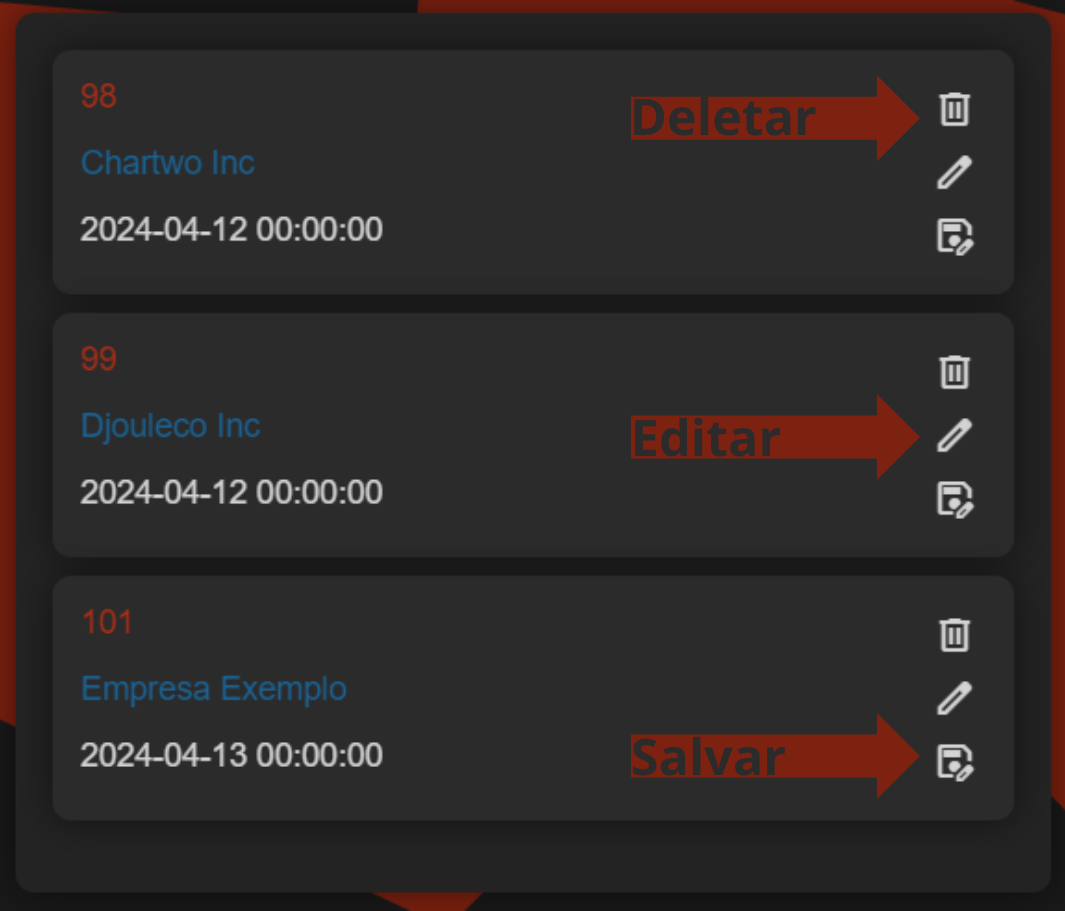 98
Deletar
Chartwo Inc
2024-04-12 00:00:00
99
Djouleco Inc
Editar
2024-04-12 00:00:00
101
Empresa Exemplo
2024-04-13 00:00:00
Salvar